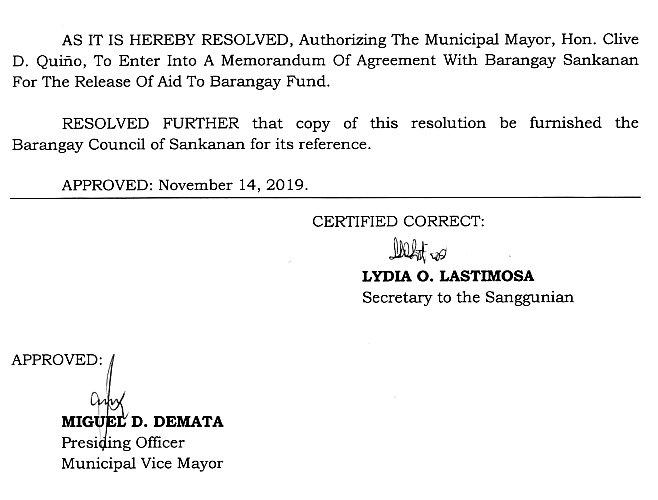 AS IT IS HEREBY RESOLVED, Authorizing The Municipal Mayor, Hon. Clive
D. Quiño, To Enter Into A Memorandum Of Agreement With Barangay Sankanan
For The Release Of Aid To Barangay Fund.
RESOLVED FURTHER that copy of this resolution be furnished the
Barangay Council of Sankanan for its reference.
APPROVED: November 14, 2019.
CERTIFIED CORRECT:
LYDIA O. LASTIMOSA
Secretary to the Sanggunian
APPROVED:
MIGUEL D. DEMATA
Presiding Officer
Municipal Vice Mayor